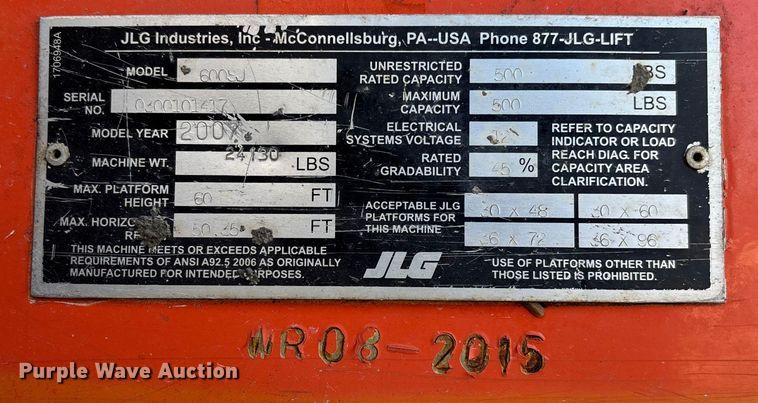 JLG Industries, Inc - McConnellsburg, PA--USA Phone 877-JLG-LIFT
1706948A
MODEL 600SJ
SERIAL NO. 0300101417
MODEL YEAR 2007
MACHINE WT. 24130 LBS
MAX. PLATFORM HEIGHT 60 FT
MAX. FT
THIS MACHINE MEETS OR EXCEEDS APPLICABLE
REQUIREMENTS OF ANSI A92.5 2006 AS ORIGINALLY
MANUFACTURED FOR INTENDED PURPOSES.
UNRESTRICTED RATED CAPACITY 500 LBS
MAXIMUM CAPACITY 500 LBS
ELECTRICAL SYSTEMS VOLTAGE 12
RATED GRADABILITY 45 %
REFER TO CAPACITY
INDICATOR OR LOAD
REACH DIAG. FOR
CAPACITY AREA
CLARIFICATION.
ACCEPTABLE JLG
PLATFORMS FOR
THIS MACHINE
30 X 48 30 X 60
36 X 72 36 X 96
JLG
USE OF PLATFORMS OTHER THAN
THOSE LISTED IS PROHIBITED.
WR08-2015
Purple Wave Auction